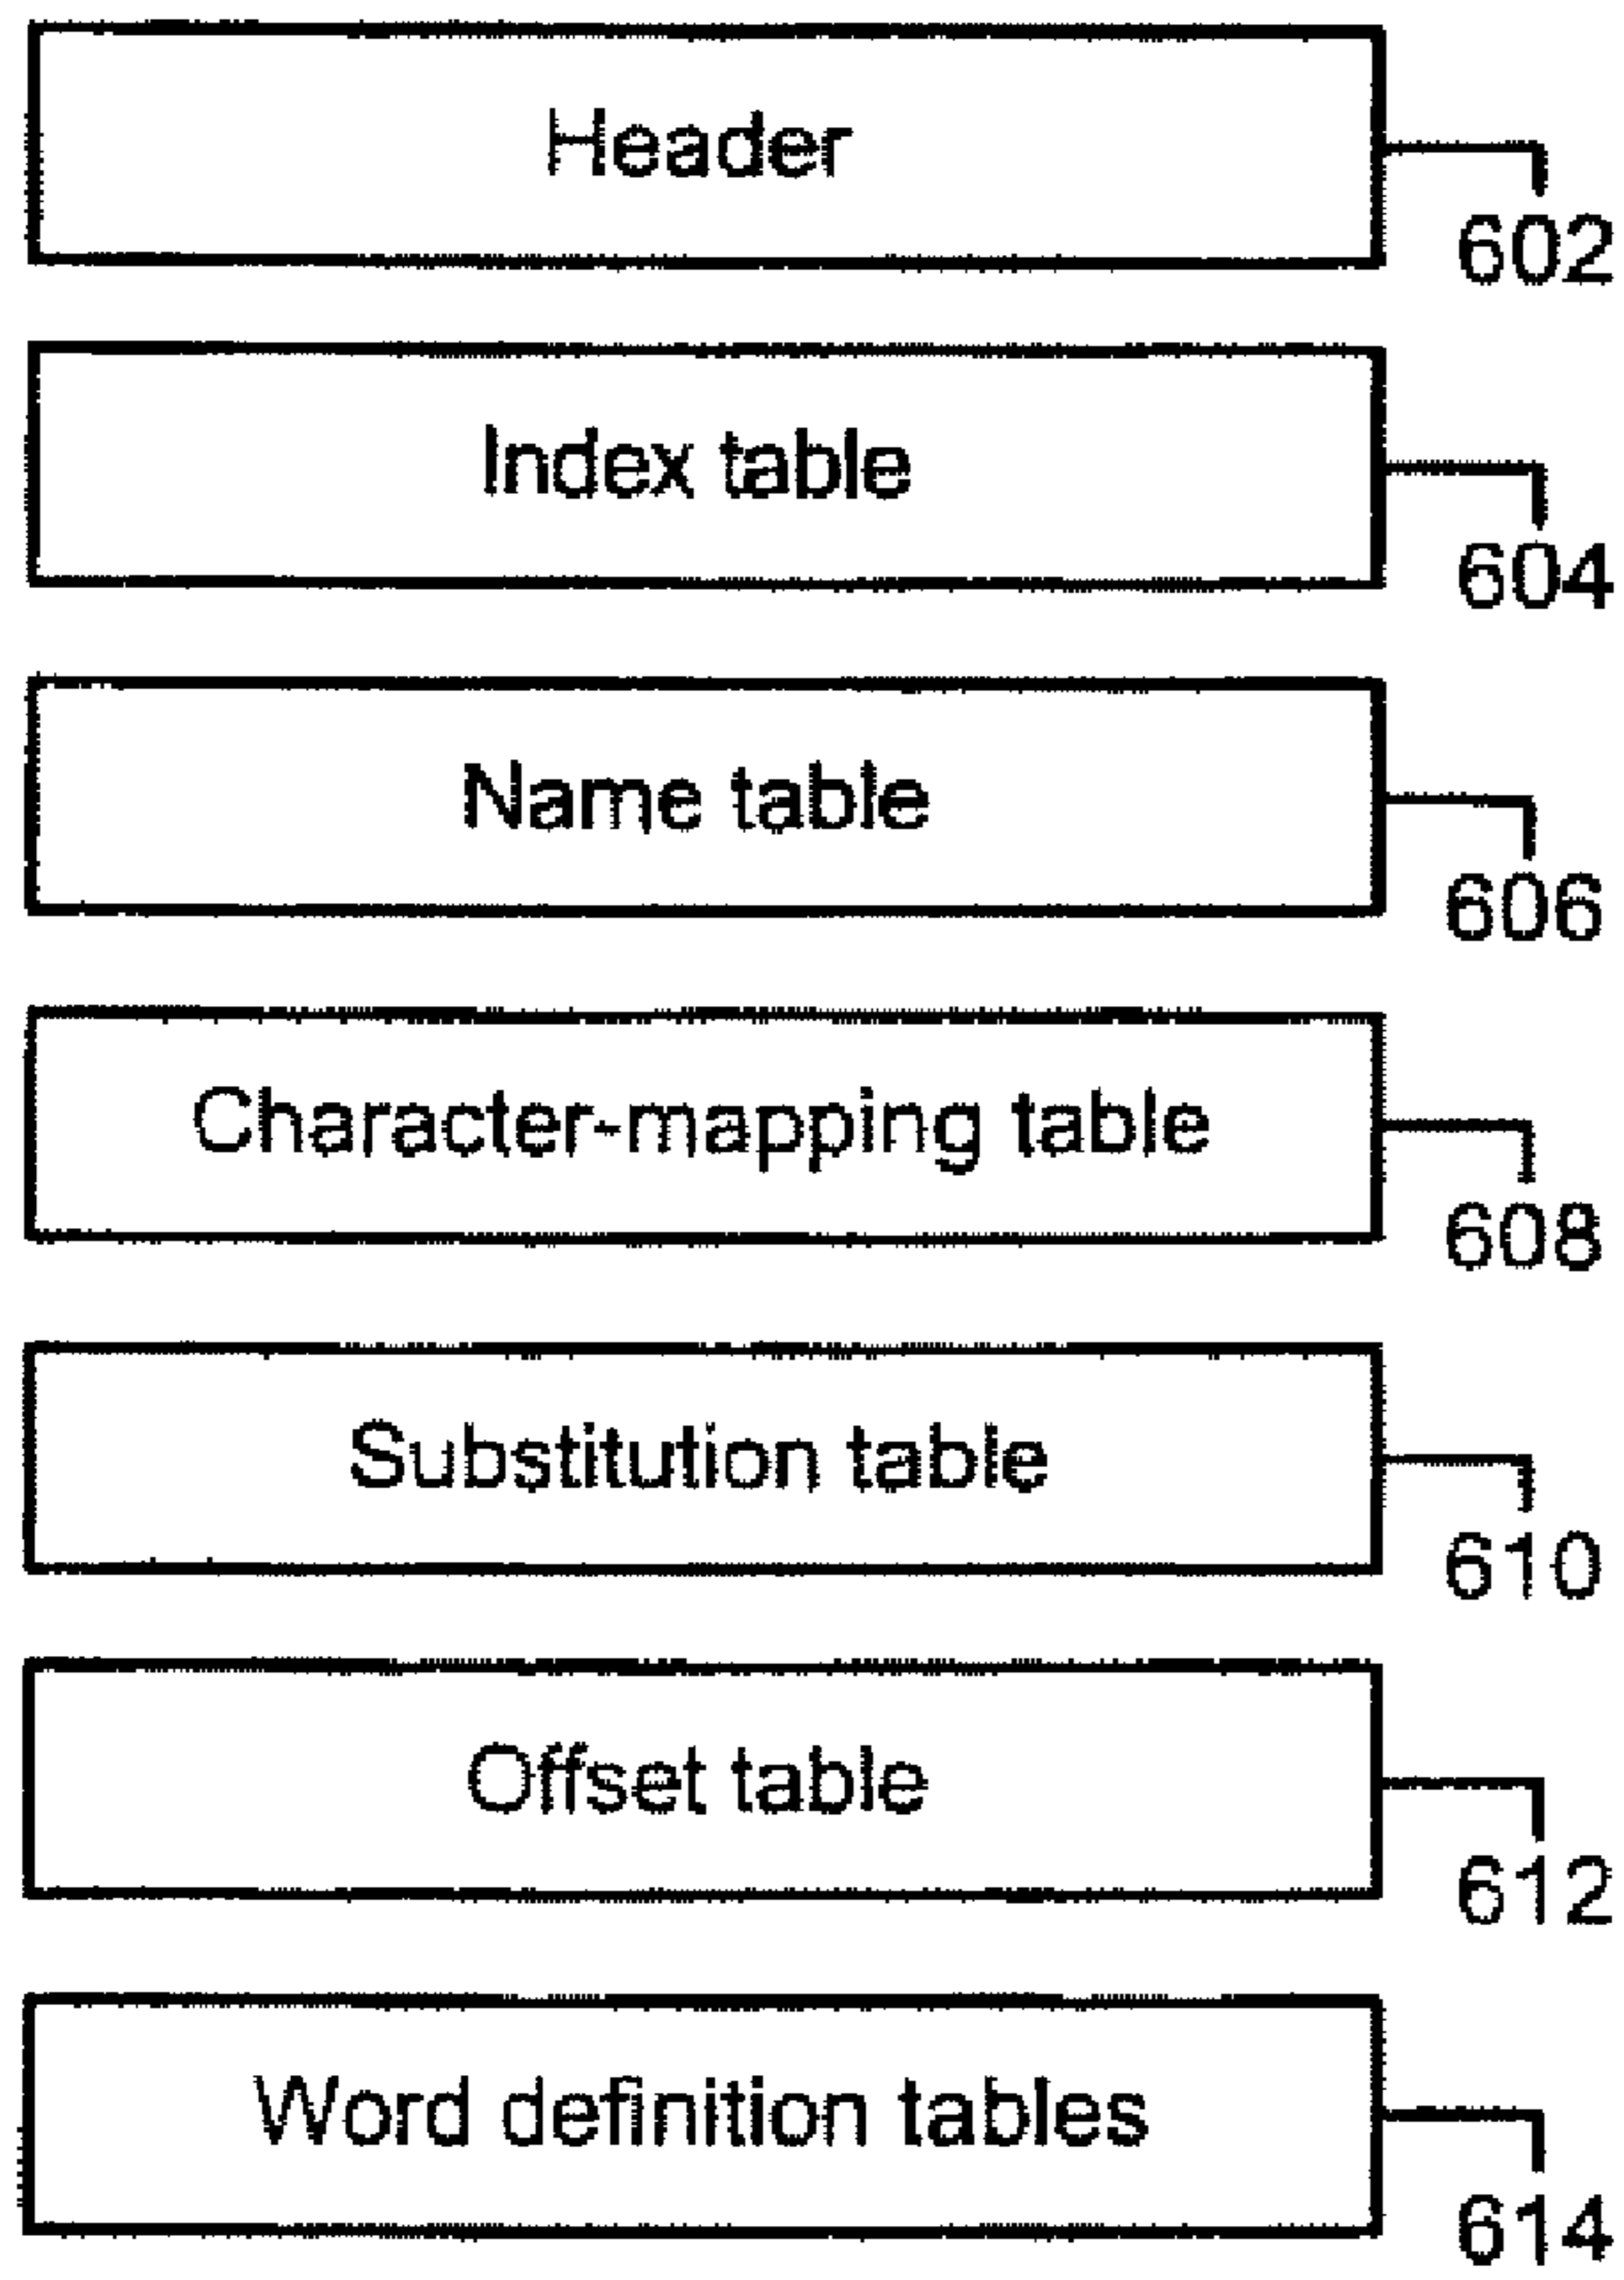 Header
602
Index table
604
Name table
606
Character-mapping table
608
Substitution table
610
Offset table
612
Word definition tables
614